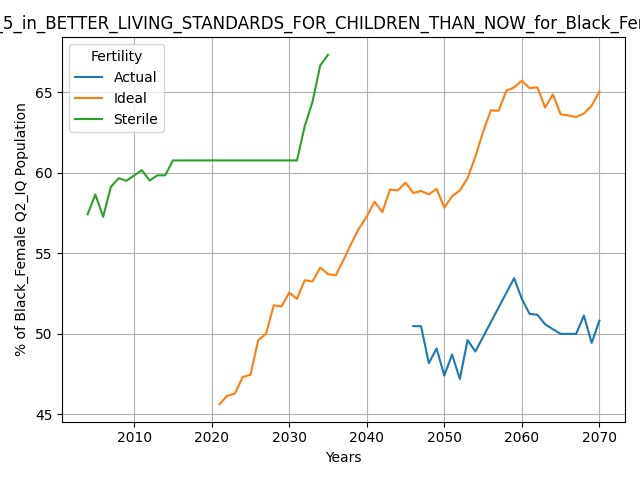 _5_in_BETTER_LIVING_STANDARDS_FOR_CHILDREN_THAN_NOW_for_Black_Fe
Fertility
Actual
Ideal
Sterile
% of Black_Female Q2_IQ Population
65
60
55
50
45
2010
2020
2030
2040
2050
2060
2070
Years